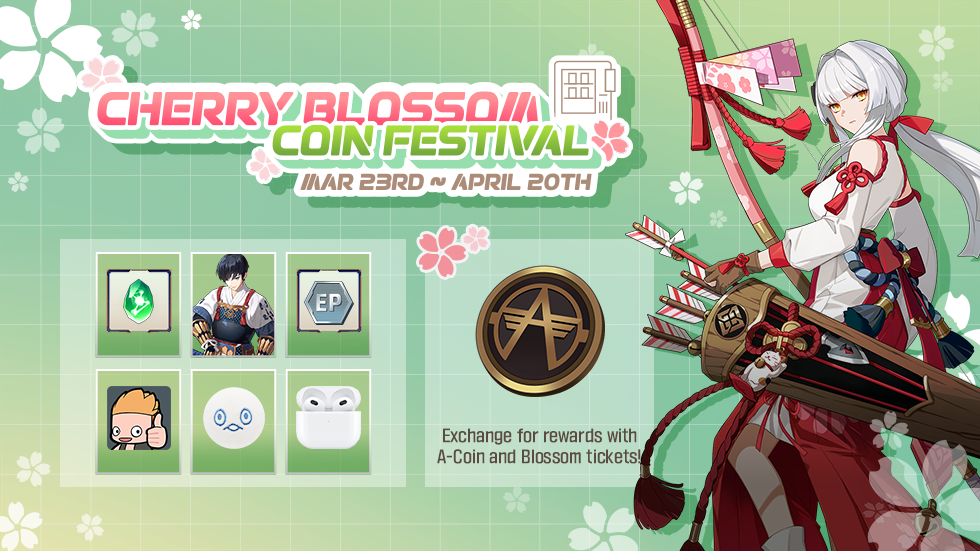 CHERRY BLOSSOM
COIN FESTIVAL
MAR 23RD ~ APRIL 20TH
EP
A
Exchange for rewards with
A-Coin and Blossom tickets!